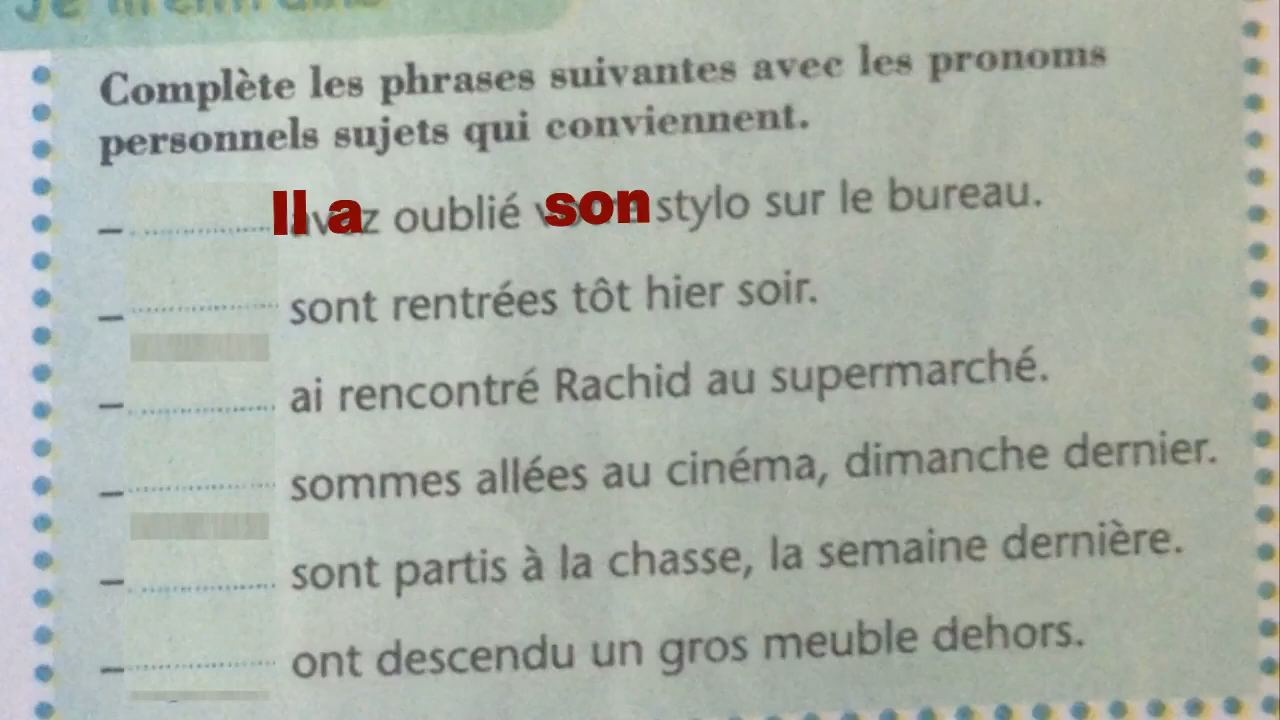 Je m'entraîne
Complète les phrases suivantes avec les pronoms
personnels sujets qui conviennent.
– .................... Il a z oublié son stylo sur le bureau.
– .................... sont rentrées tôt hier soir.
– .................... ai rencontré Rachid au supermarché.
– .................... sommes allées au cinéma, dimanche dernier.
– .................... sont partis à la chasse, la semaine dernière.
– .................... ont descendu un gros meuble dehors.